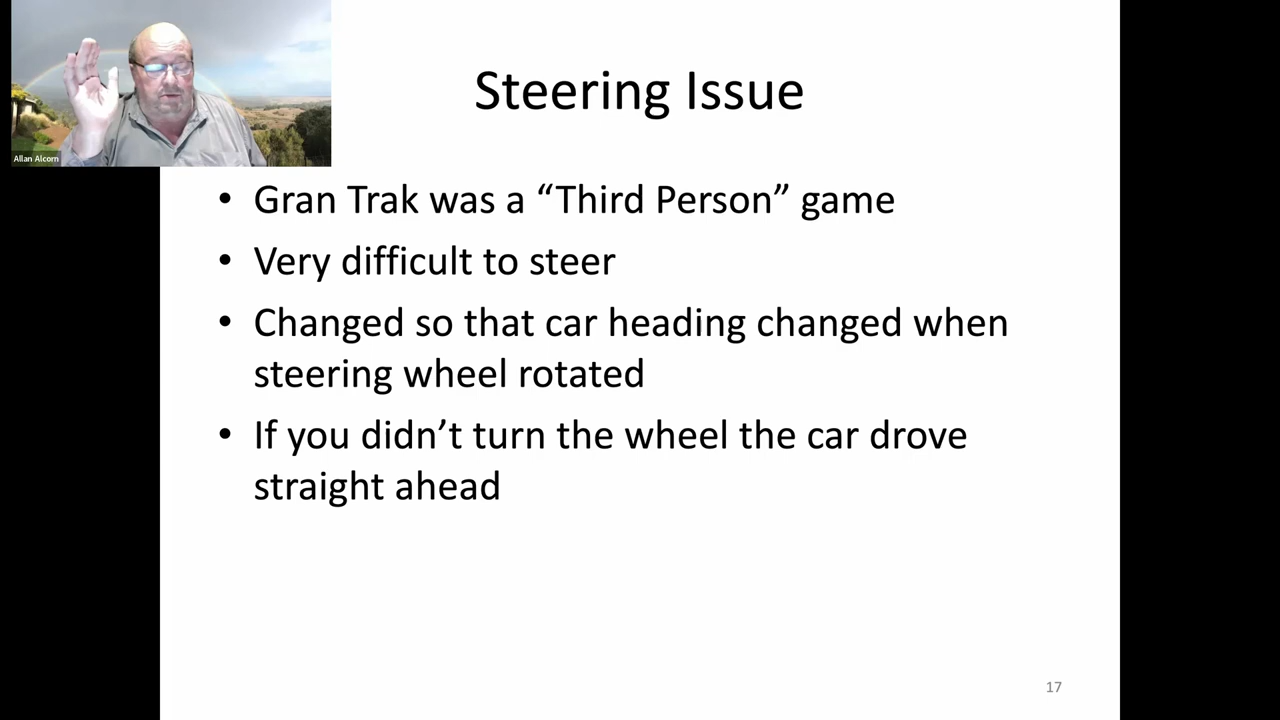 Allan Alcorn
Steering Issue
• Gran Trak was a “Third Person” game
• Very difficult to steer
• Changed so that car heading changed when
steering wheel rotated
• If you didn’t turn the wheel the car drove
straight ahead
17